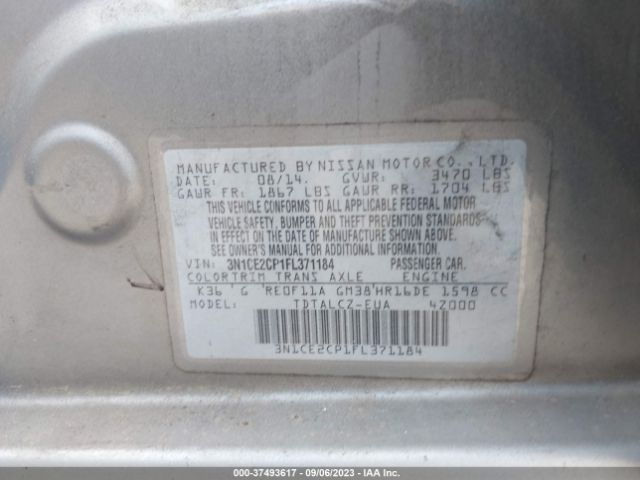 MANUFACTURED BY NISSAN MOTOR CO., LTD.
DATE: 08/14 GVWR: 3470 LBS
GAWR FR: 1867 LBS GAWR RR: 1704 LBS
THIS VEHICLE CONFORMS TO ALL APPLICABLE FEDERAL MOTOR
VEHICLE SAFETY, BUMPER AND THEFT PREVENTION STANDARDS
IN EFFECT ON THE DATE OF MANUFACTURE SHOWN ABOVE.
SEE OWNER'S MANUAL FOR ADDITIONAL INFORMATION.
VIN: 3N1CE2CP1FL371184 PASSENGER CAR.
COLOR TRIM TRANS AXLE ENGINE
K36 G RE0F11A GM38 HR16DE 1598 CC
MODEL: TDTALCZ-EUA 42000
3N1CE2CP1FL371184
000-37493617 - 09/06/2023 - IAA Inc.